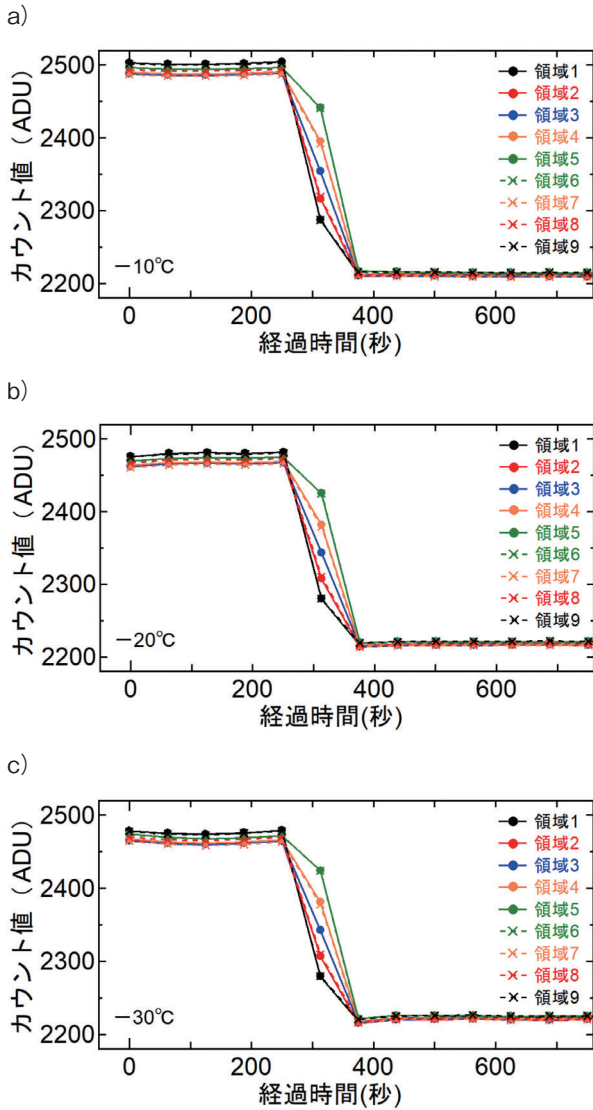 a)
2500
2400
2300
2200
カウント値（ADU）
領域1
領域2
領域3
領域4
領域5
領域6
領域7
領域8
領域9
－10℃
0
200
400
600
経過時間(秒)
b)
2500
2400
2300
2200
カウント値（ADU）
領域1
領域2
領域3
領域4
領域5
領域6
領域7
領域8
領域9
－20℃
0
200
400
600
経過時間(秒)
c)
2500
2400
2300
2200
カウント値（ADU）
領域1
領域2
領域3
領域4
領域5
領域6
領域7
領域8
領域9
－30℃
0
200
400
600
経過時間(秒)